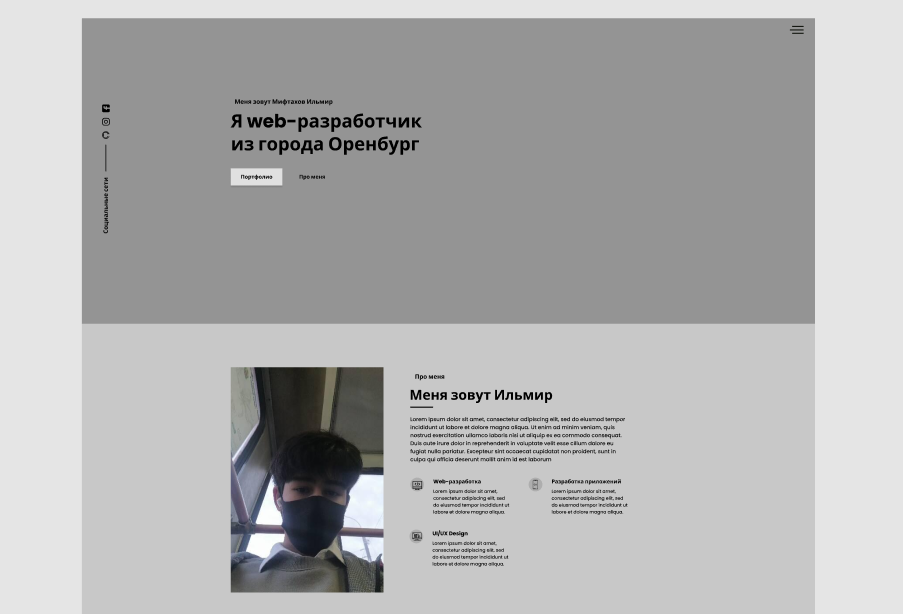 Меня зовут Мифтахов Ильмир
Я web-разработчик
из города Оренбург
Портфолио
Про меня
Социальные сети
Про меня
Меня зовут Ильмир
Lorem ipsum dolor sit amet, consectetur adipiscing elit, sed do eiusmod tempor
incididunt ut labore et dolore magna aliqua. Ut enim ad minim veniam, quis
nostrud exercitation ullamco laboris nisi ut aliquip ex ea commodo consequat.
Duis aute irure dolor in reprehenderit in voluptate velit esse cillum dolore eu
fugiat nulla pariatur. Excepteur sint occaecat cupidatat non proident, sunt in
culpa qui officia deserunt mollit anim id est laborum
Web-разработка
Lorem ipsum dolor sit amet,
consectetur adipiscing elit, sed
do eiusmod tempor incididunt ut
labore et dolore magna aliqua.
Разработка приложений
Lorem ipsum dolor sit amet,
consectetur adipiscing elit, sed
do eiusmod tempor incididunt ut
labore et dolore magna aliqua.
UI/UX Design
Lorem ipsum dolor sit amet,
consectetur adipiscing elit, sed
do eiusmod tempor incididunt ut
labore et dolore magna aliqua.